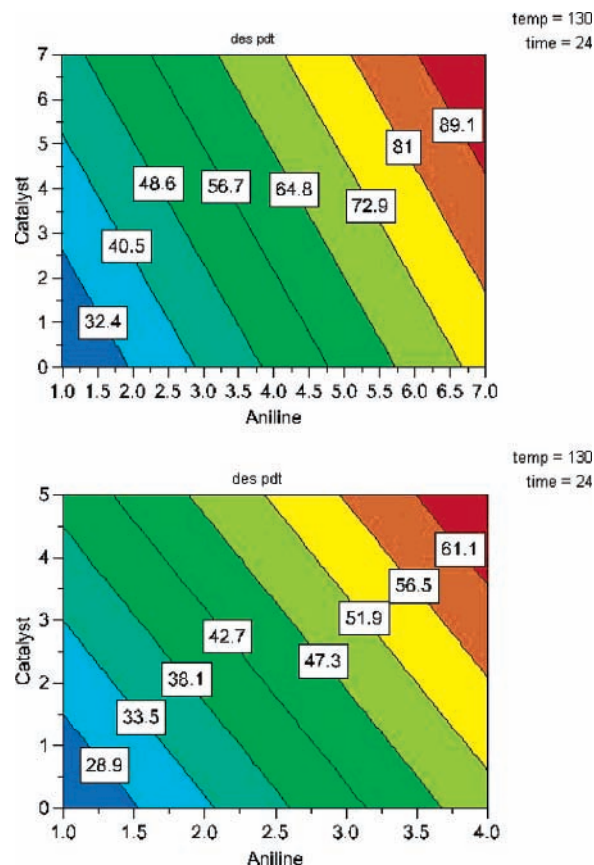 temp = 130
des pdt
time = 24
7
6
89.1
5
81
48.6 56.7 64.8
4
72.9
Catalyst
3
40.5
2
32.4
1
0
1.0 1.5 2.0 2.5 3.0 3.5 4.0 4.5 5.0 5.5 6.0 6.5 7.0
Aniline
temp = 130
des pdt
time = 24
5
61.1
4
56.5
51.9
3
42.7
47.3
Catalyst
38.1
2
33.5
1
28.9
0
1.0 1.5 2.0 2.5 3.0 3.5 4.0
Aniline